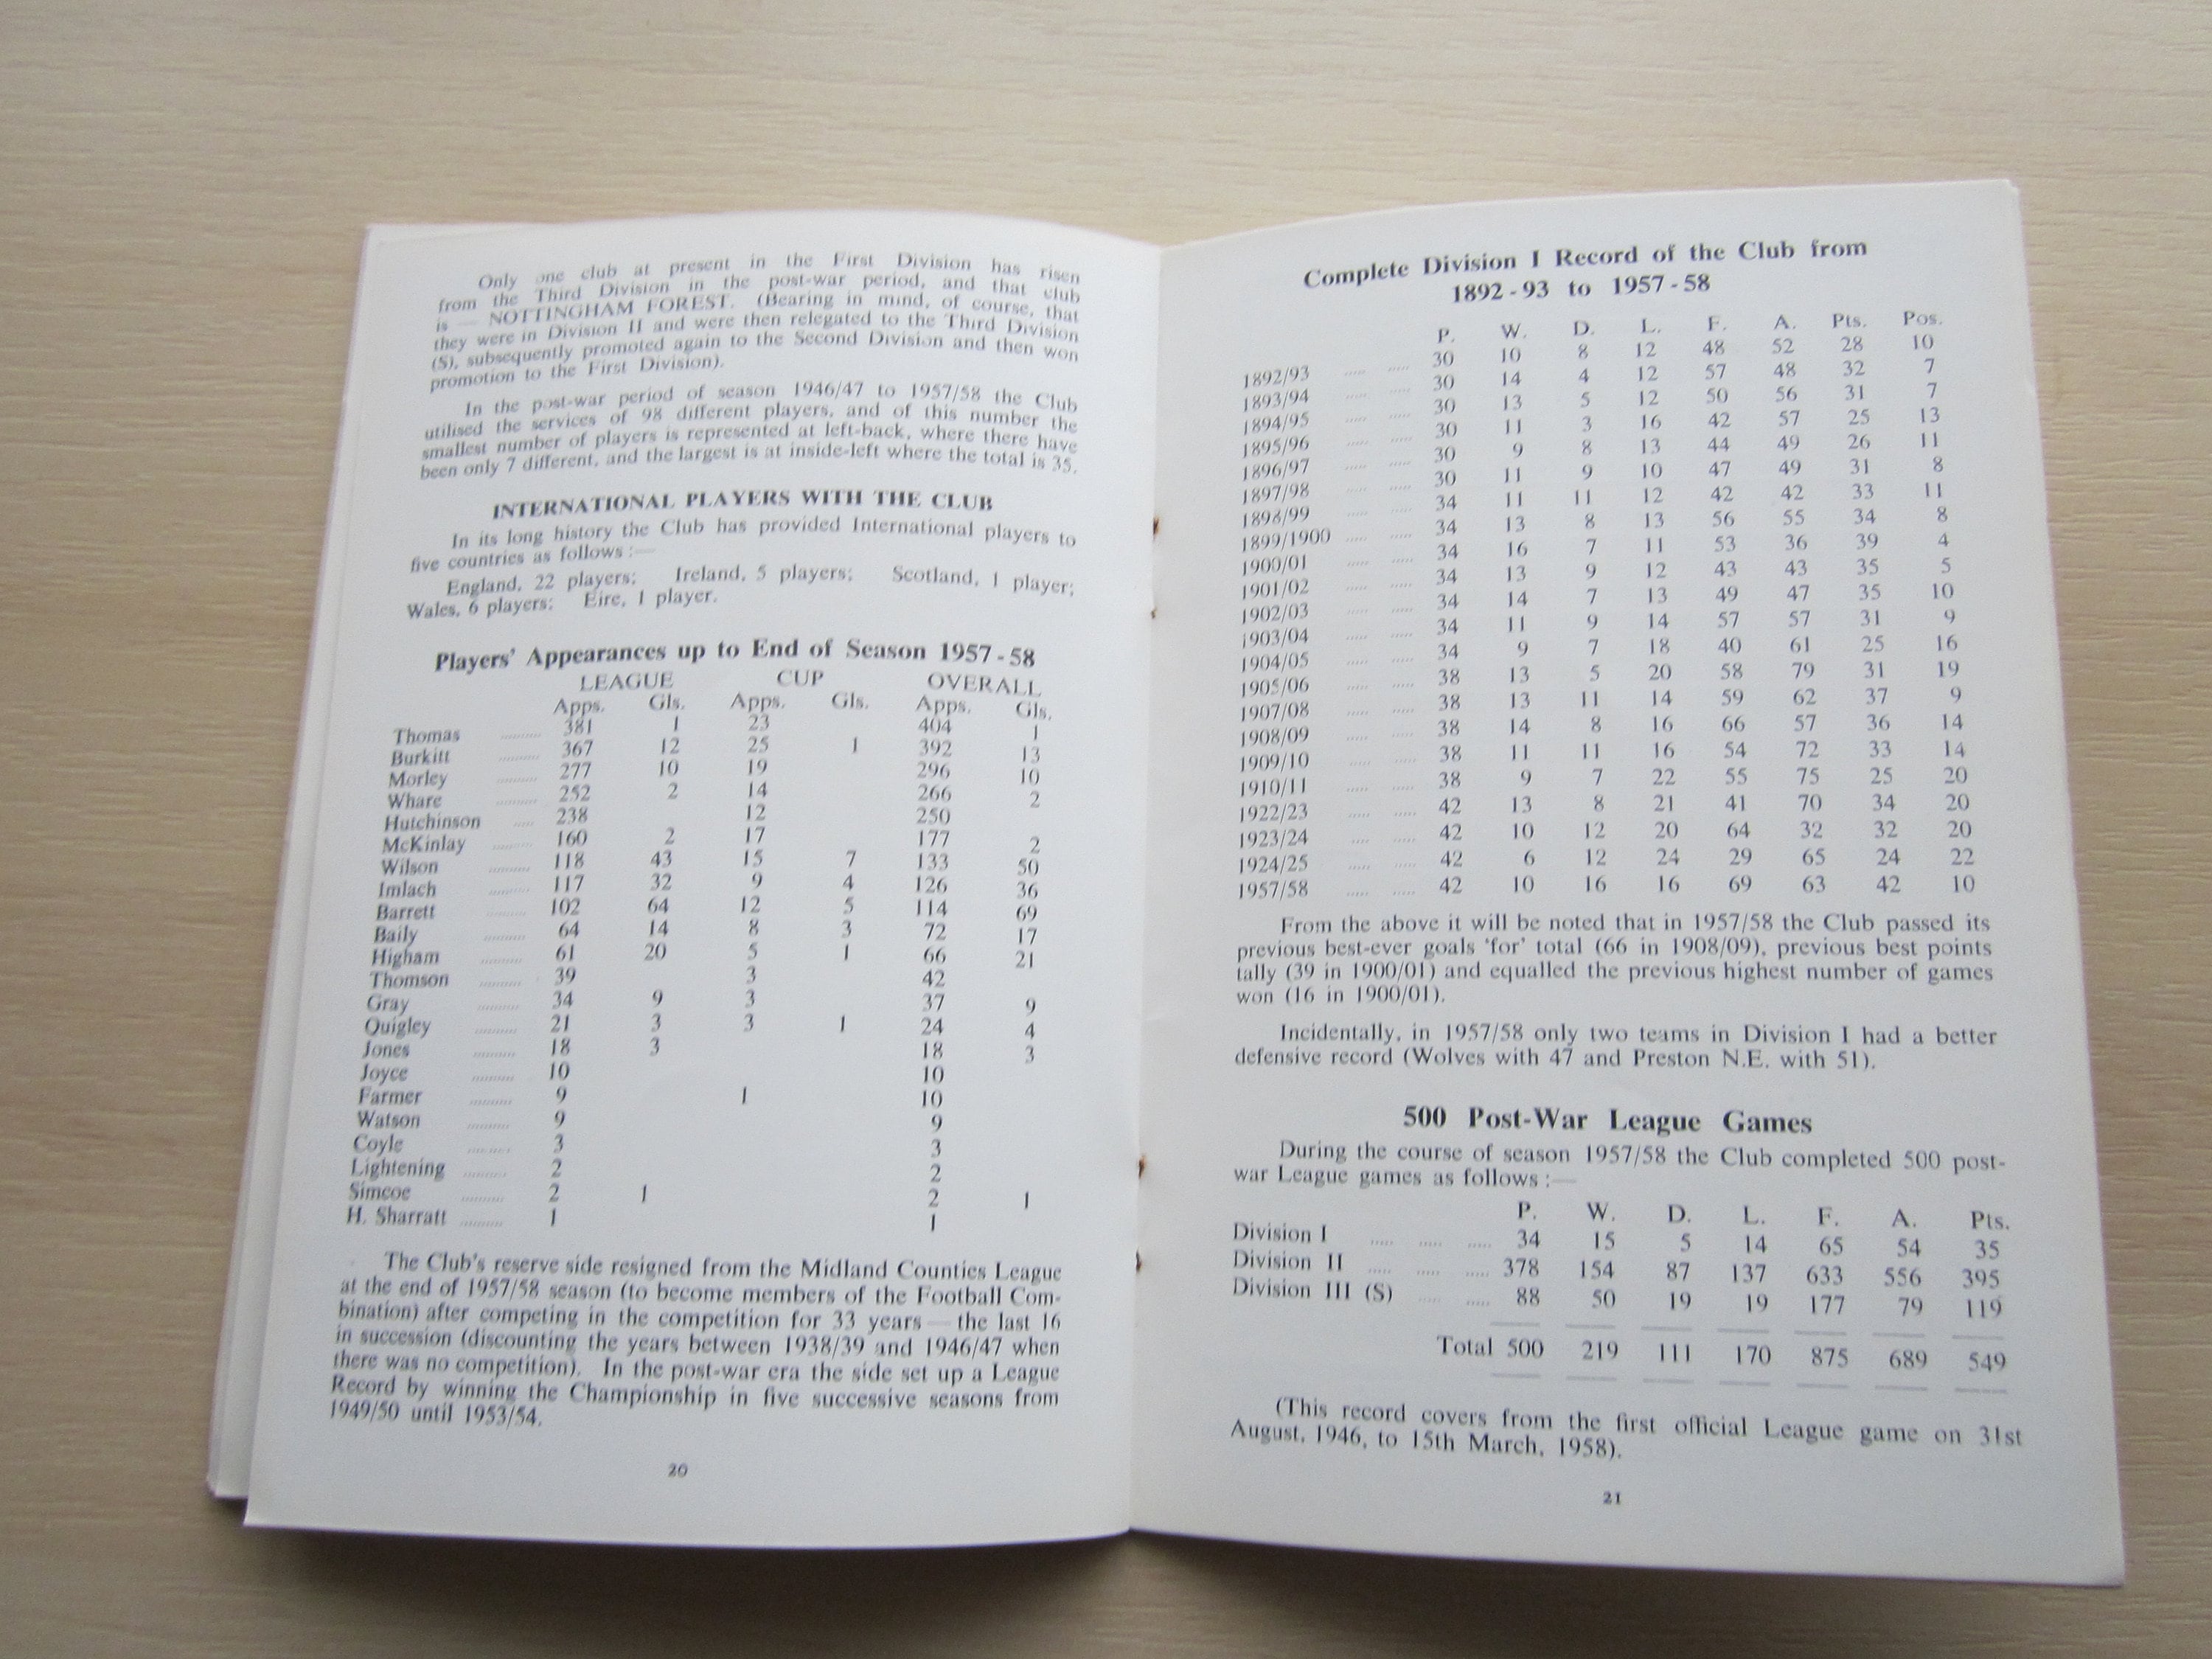 Only one club at present in the First Division has risen
from the Third Division in the post-war period, and that club
is — NOTTINGHAM FOREST. (Bearing in mind, of course, that
they were in Division II and were then relegated to the Third Division
(S), subsequently promoted again to the Second Division and then won
promotion to the First Division).
In the post-war period of season 1946/47 to 1957/58 the Club
utilised the services of 98 different players, and of this number the
smallest number of players is represented at left-back, where there have
been only 7 different, and the largest is at inside-left where the total is 35.
INTERNATIONAL PLAYERS WITH THE CLUB
In its long history the Club has provided International players to
five countries as follows :—
England, 22 players; Ireland, 5 players; Scotland, 1 player;
Wales, 6 players; Eire, 1 player.
Players' Appearances up to End of Season 1957-58
LEAGUE CUP OVERALL
Apps. Gls. Apps. Gls. Apps. Gls.
Thomas .......... 381 1 23 404 1
Burkitt .......... 367 12 25 1 392 13
Morley .......... 277 10 19 296 10
Whare .......... 252 2 14 266 2
Hutchinson ..... 238 12 250
McKinlay .......... 160 2 17 177 2
Wilson .......... 118 43 15 7 133 50
Imlach .......... 117 32 9 4 126 36
Barrett .......... 102 64 12 5 114 69
Baily .......... 64 14 8 3 72 17
Higham .......... 61 20 5 1 66 21
Thomson .......... 39 3 42
Gray .......... 34 9 3 37 9
Quigley .......... 21 3 3 1 24 4
Jones .......... 18 3 18 3
Joyce .......... 10 10
Farmer .......... 9 1 10
Watson .......... 9 9
Coyle .......... 3 3
Lightening .......... 2 2
Simcoe .......... 2 1 2 1
H. Sharratt .......... 1 1
The Club's reserve side resigned from the Midland Counties League
at the end of 1957/58 season (to become members of the Football Com-
bination) after competing in the competition for 33 years — the last 16
in succession (discounting the years between 1938/39 and 1946/47 when
there was no competition). In the post-war era the side set up a League
Record by winning the Championship in five successive seasons from
1949/50 until 1953/54.
20
Complete Division I Record of the Club from
1892-93 to 1957-58
P. W. D. L. F. A. Pts. Pos.
1892/93 ..... ..... 30 10 8 12 48 52 28 10
1893/94 ..... ..... 30 14 4 12 57 48 32 7
1894/95 ..... ..... 30 13 5 12 50 56 31 7
1895/96 ..... ..... 30 11 3 16 42 57 25 13
1896/97 ..... ..... 30 9 8 13 44 49 26 11
1897/98 ..... ..... 30 11 9 10 47 49 31 8
1898/99 ..... ..... 34 11 11 12 42 42 33 11
1899/1900 ..... ..... 34 13 8 13 56 55 34 8
1900/01 ..... ..... 34 16 7 11 53 36 39 4
1901/02 ..... ..... 34 13 9 12 43 43 35 5
1902/03 ..... ..... 34 14 7 13 49 47 35 10
1903/04 ..... ..... 34 11 9 14 57 57 31 9
1904/05 ..... ..... 34 9 7 18 40 61 25 16
1905/06 ..... ..... 38 13 5 20 58 79 31 19
1907/08 ..... ..... 38 13 11 14 59 62 37 9
1908/09 ..... ..... 38 14 8 16 66 57 36 14
1909/10 ..... ..... 38 11 11 16 54 72 33 14
1910/11 ..... ..... 38 9 7 22 55 75 25 20
1922/23 ..... ..... 42 13 8 21 41 70 34 20
1923/24 ..... ..... 42 10 12 20 64 32 32 20
1924/25 ..... ..... 42 6 12 24 29 65 24 22
1957/58 ..... ..... 42 10 16 16 69 63 42 10
From the above it will be noted that in 1957/58 the Club passed its
previous best-ever goals 'for' total (66 in 1908/09), previous best points
tally (39 in 1900/01) and equalled the previous highest number of games
won (16 in 1900/01).
Incidentally, in 1957/58 only two teams in Division I had a better
defensive record (Wolves with 47 and Preston N.E. with 51).
500 Post-War League Games
During the course of season 1957/58 the Club completed 500 post-
war League games as follows :—
P. W. D. L. F. A. Pts.
Division I ..... ..... ..... 34 15 5 14 65 54 35
Division II ..... ..... ..... 378 154 87 137 633 556 395
Division III (S) ..... ..... 88 50 19 19 177 79 119
Total 500 219 111 170 875 689 549
(This record covers from the first official League game on 31st
August, 1946, to 15th March, 1958).
21